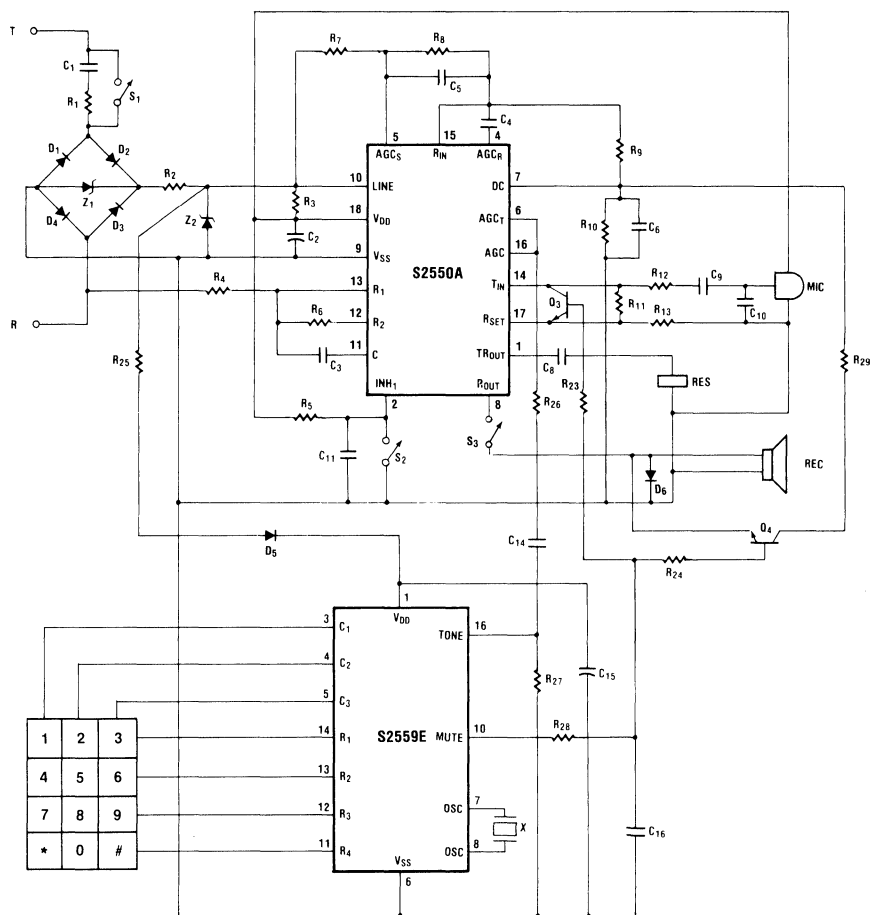 T
C1
R1
S1
D1
D2
D4
D3
Z1
R2
Z2
R
R25
R7
R8
C5
C4
R9
5
15
4
AGCS
RIN
AGCR
10 LINE
R3
18 VDD
C2
9 VSS
R4
13 R1
R6
12 R2
C3
11 C
S2550A
DC 7
AGCT 6
AGC 16
TIN 14
RSET 17
TROUT 1
INH1
ROUT
2
8
R10
C6
Q3
R12
C9
R11
R13
C10
MIC
C8
RES
R29
R5
C11
S2
S3
R26
R23
D6
REC
Q4
D5
C14
R24
1
VDD
3 C1
4 C2
5 C3
14 R1
13 R2
12 R3
11 R4
S2559E
TONE 16
MUTE 10
OSC 7
OSC 8
VSS
6
R27
C15
R28
X
C16
1 2 3
4 5 6
7 8 9
* 0 #